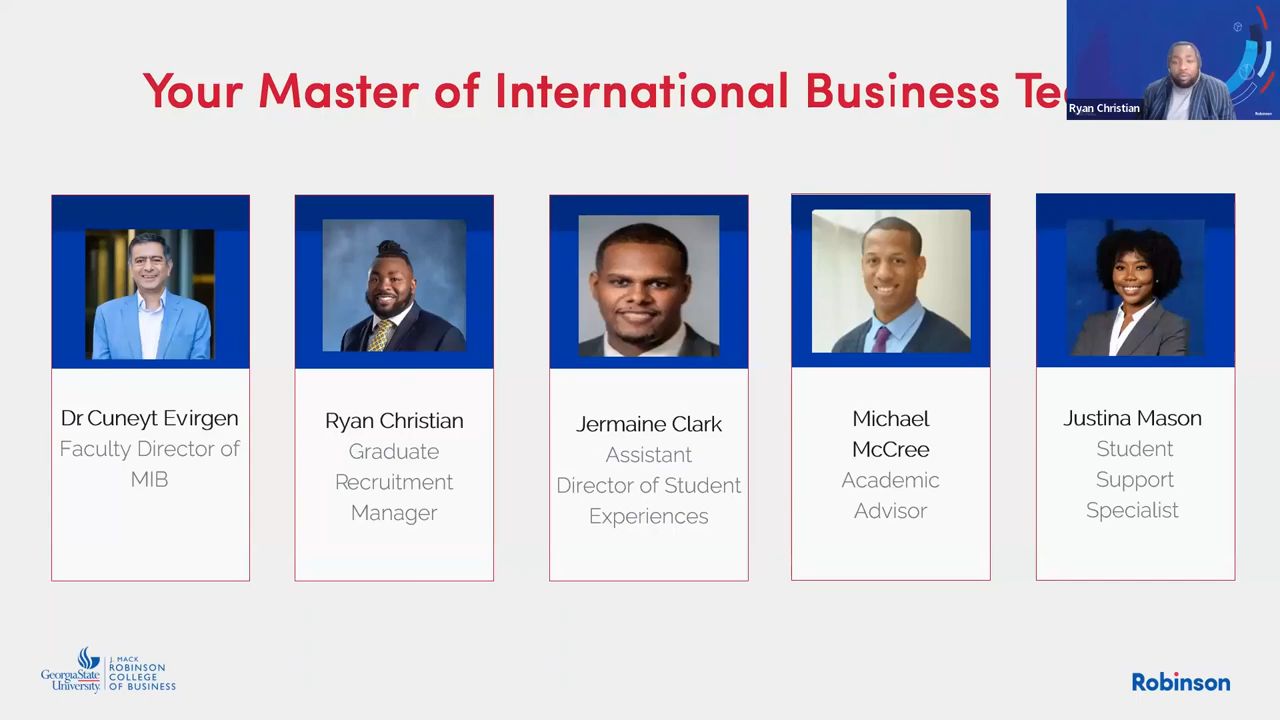 Your Master of International Business Te
Ryan Christian
Robinson
Dr Cuneyt Evirgen
Faculty Director of
MIB
Ryan Christian
Graduate
Recruitment
Manager
Jermaine Clark
Assistant
Director of Student
Experiences
Michael
McCree
Academic
Advisor
Justina Mason
Student
Support
Specialist
GeorgiaState
University
J. MACK
ROBINSON
COLLEGE
OF BUSINESS
Robinson